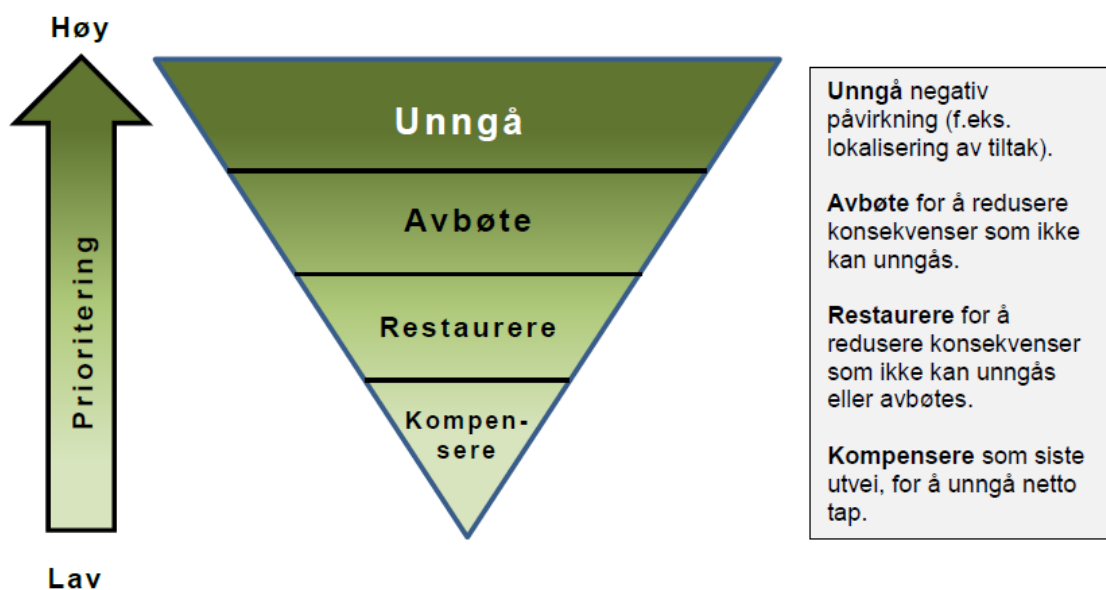 Høy
Prioritering
Lav
Unngå
Avbøte
Restaurere
Kompen-
sere
Unngå negativ
påvirkning (f.eks.
lokalisering av tiltak).
Avbøte for å redusere
konsekvenser som ikke
kan unngås.
Restaurere for å
redusere konsekvenser
som ikke kan unngås
eller avbøtes.
Kompensere som siste
utvei, for å unngå netto
tap.